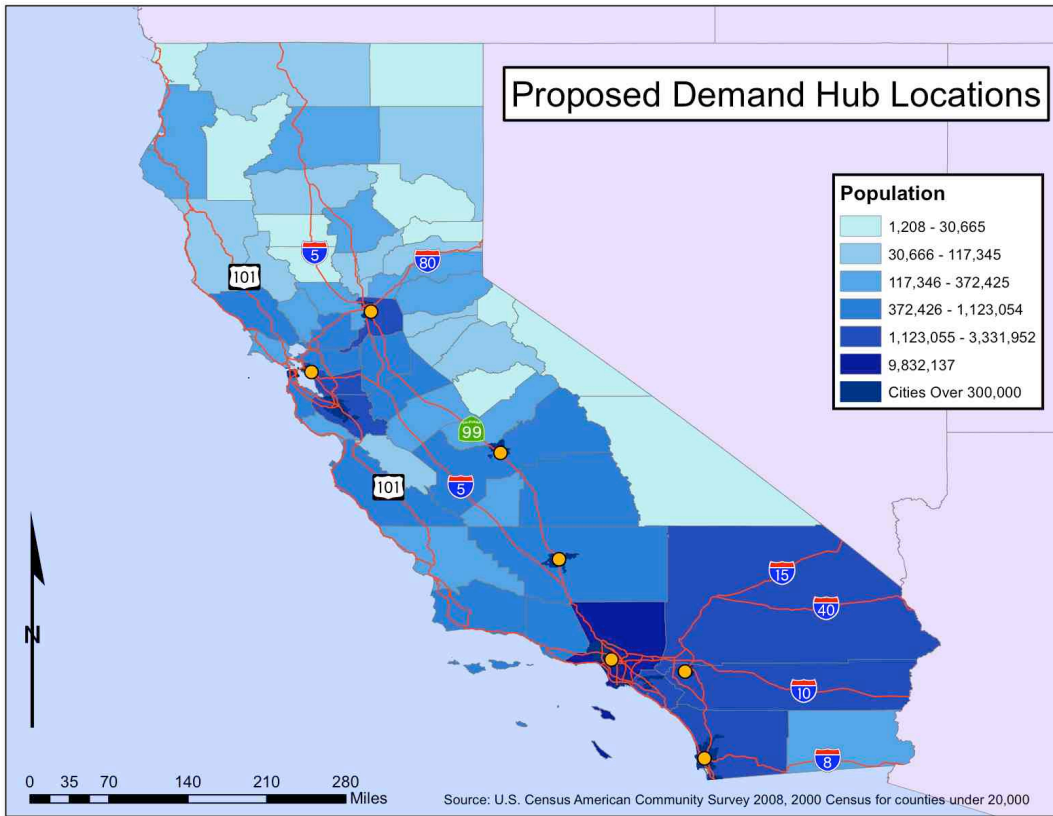 Proposed Demand Hub Locations
Population
1,208 - 30,665
30,666 - 117,345
117,346 - 372,425
372,426 - 1,123,054
1,123,055 - 3,331,952
9,832,137
Cities Over 300,000
5
80
101
99
101
5
15
40
10
8
N
0 35 70 140 210 280
Miles
Source: U.S. Census American Community Survey 2008, 2000 Census for counties under 20,000